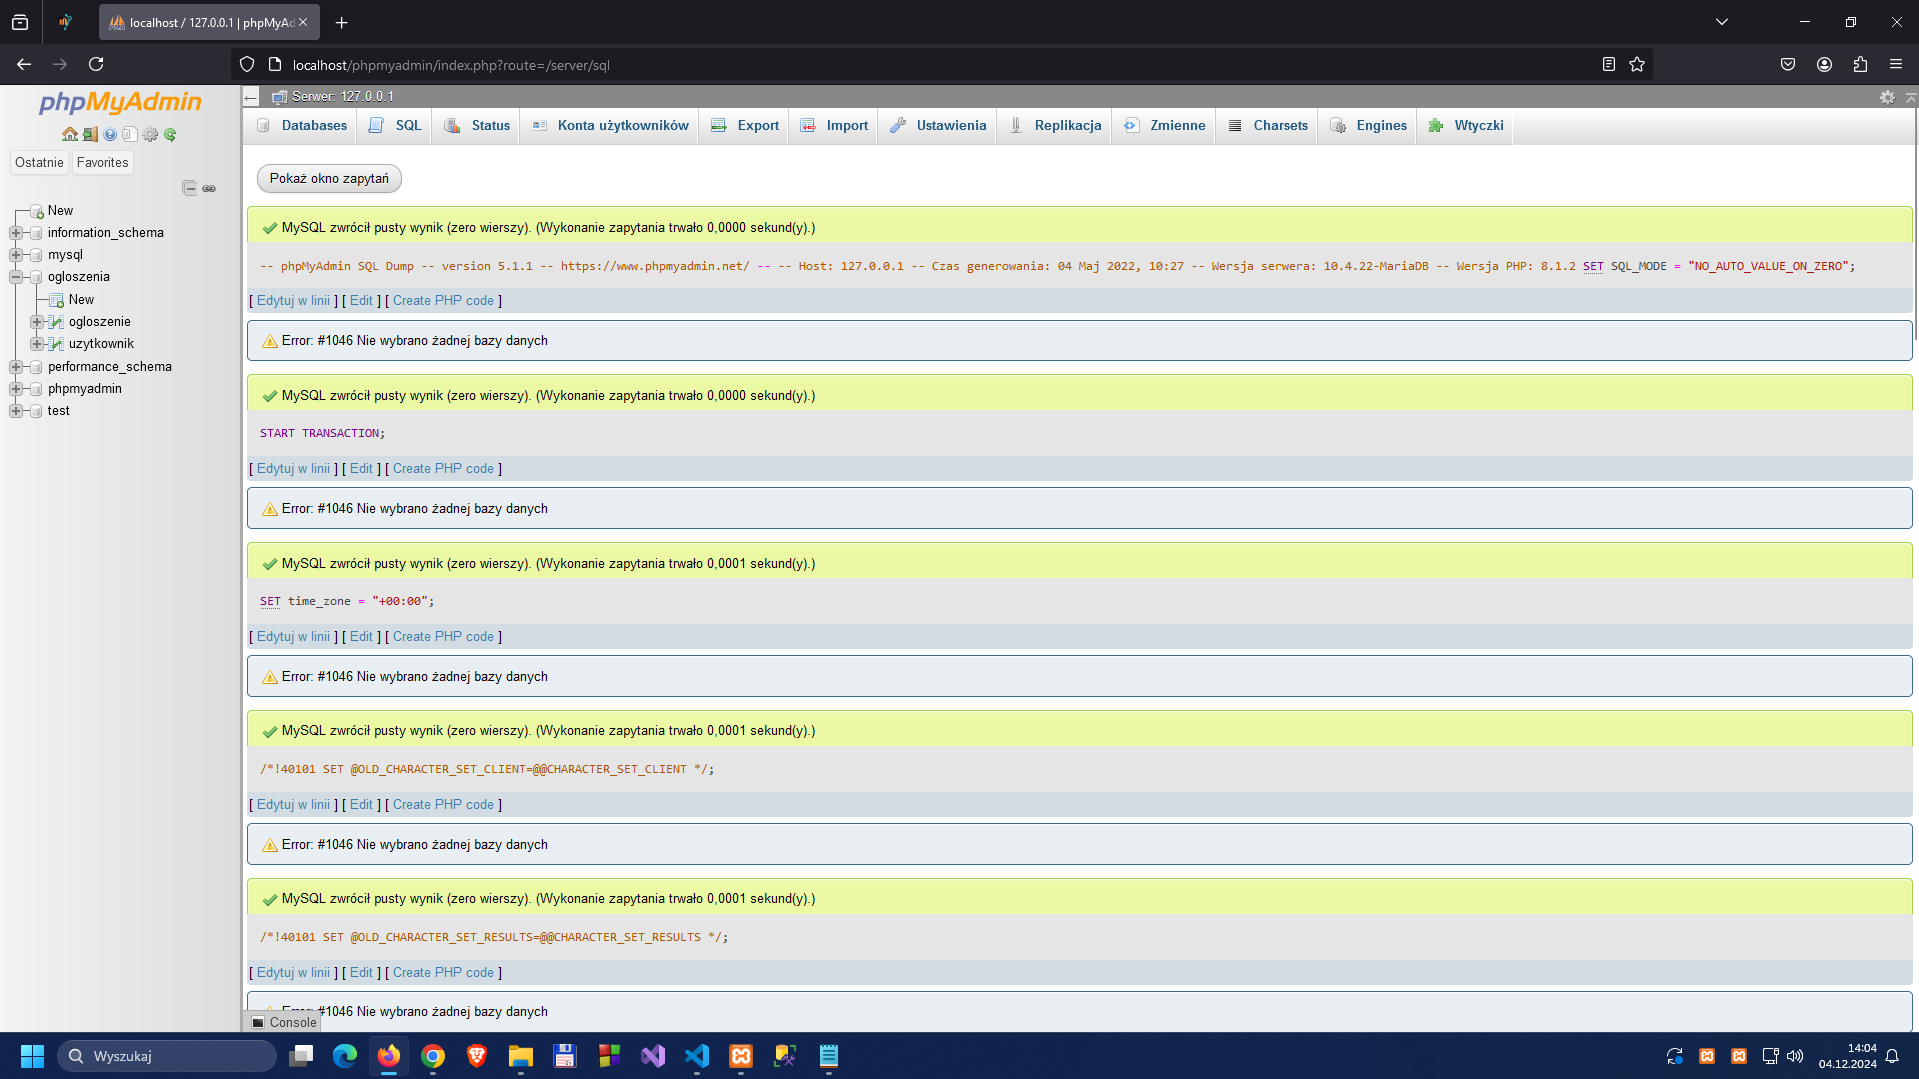 localhost / 127.0.0.1 | phpMyAd
localhost/phpmyadmin/index.php?route=/server/sql
phpMyAdmin
Ostatnie Favorites
New
information_schema
mysql
ogloszenia
New
ogloszenie
uzytkownik
performance_schema
phpmyadmin
test
Serwer: 127.0.0.1
Databases SQL Status Konta użytkowników Export Import Ustawienia Replikacja Zmienne Charsets Engines Wtyczki
Pokaż okno zapytań
MySQL zwrócił pusty wynik (zero wierszy). (Wykonanie zapytania trwało 0,0000 sekund(y).)
-- phpMyAdmin SQL Dump -- version 5.1.1 -- https://www.phpmyadmin.net/ -- -- Host: 127.0.0.1 -- Czas generowania: 04 Maj 2022, 10:27 -- Wersja serwera: 10.4.22-MariaDB -- Wersja PHP: 8.1.2 SET SQL_MODE = "NO_AUTO_VALUE_ON_ZERO";
[ Edytuj w linii ] [ Edit ] [ Create PHP code ]
Error: #1046 Nie wybrano żadnej bazy danych
MySQL zwrócił pusty wynik (zero wierszy). (Wykonanie zapytania trwało 0,0000 sekund(y).)
START TRANSACTION;
[ Edytuj w linii ] [ Edit ] [ Create PHP code ]
Error: #1046 Nie wybrano żadnej bazy danych
MySQL zwrócił pusty wynik (zero wierszy). (Wykonanie zapytania trwało 0,0001 sekund(y).)
SET time_zone = "+00:00";
[ Edytuj w linii ] [ Edit ] [ Create PHP code ]
Error: #1046 Nie wybrano żadnej bazy danych
MySQL zwrócił pusty wynik (zero wierszy). (Wykonanie zapytania trwało 0,0001 sekund(y).)
/*!40101 SET @OLD_CHARACTER_SET_CLIENT=@@CHARACTER_SET_CLIENT */;
[ Edytuj w linii ] [ Edit ] [ Create PHP code ]
Error: #1046 Nie wybrano żadnej bazy danych
MySQL zwrócił pusty wynik (zero wierszy). (Wykonanie zapytania trwało 0,0001 sekund(y).)
/*!40101 SET @OLD_CHARACTER_SET_RESULTS=@@CHARACTER_SET_RESULTS */;
[ Edytuj w linii ] [ Edit ] [ Create PHP code ]
Error: #1046 Nie wybrano żadnej bazy danych
Console
Wyszukaj
14:04
04.12.2024